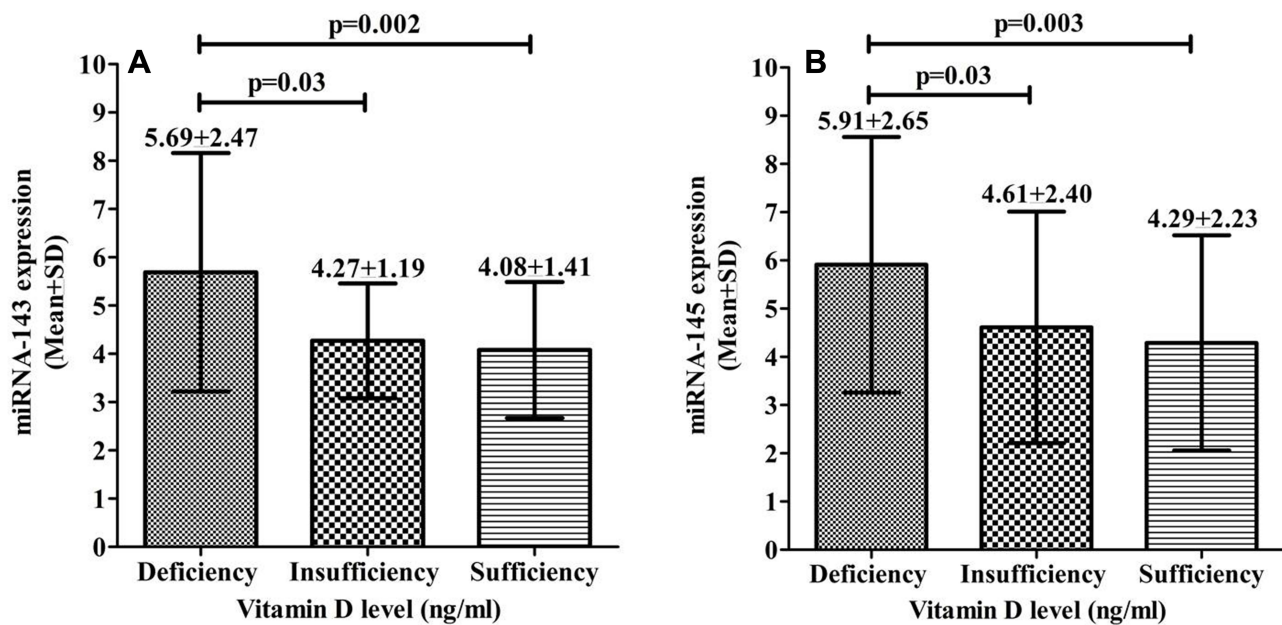 A
p=0.002
p=0.03
5.69±2.47
4.27±1.19
4.08±1.41
10
9
8
7
6
5
4
3
2
1
0
miRNA-143 expression
(Mean±SD)
Deficiency Insufficiency Sufficiency
Vitamin D level (ng/ml)
B
p=0.003
p=0.03
5.91±2.65
4.61±2.40
4.29±2.23
10
9
8
7
6
5
4
3
2
1
0
miRNA-145 expression
(Mean±SD)
Deficiency Insufficiency Sufficiency
Vitamin D level (ng/ml)